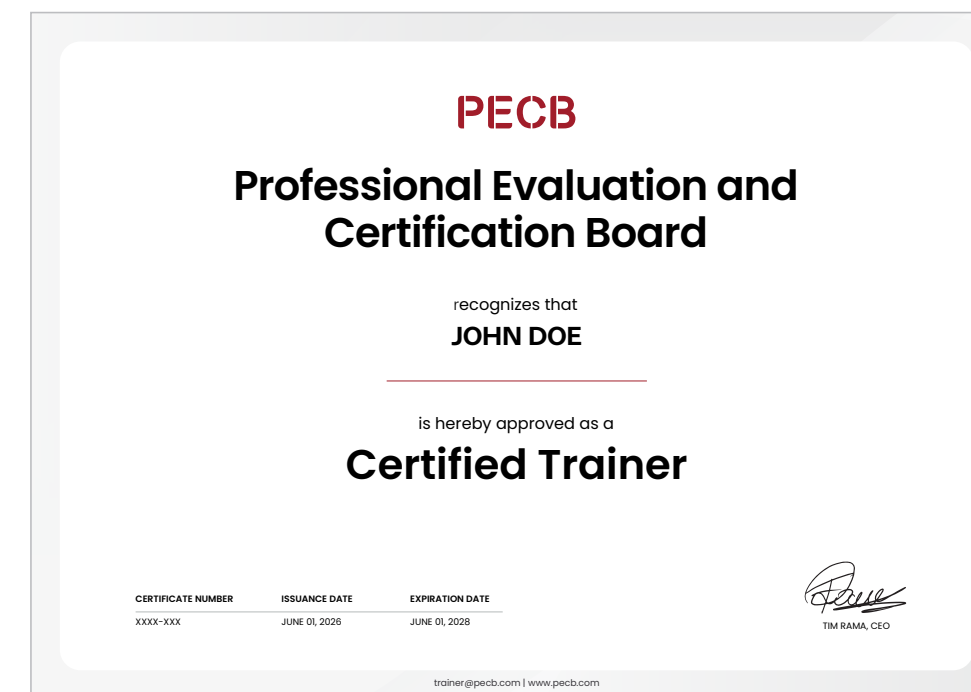 PECB
Professional Evaluation and
Certification Board
recognizes that
JOHN DOE
is hereby approved as a
Certified Trainer
CERTIFICATE NUMBER ISSUANCE DATE EXPIRATION DATE
XXXX-XXX JUNE 01, 2026 JUNE 01, 2028
TIM RAMA, CEO
trainer@pecb.com | www.pecb.com